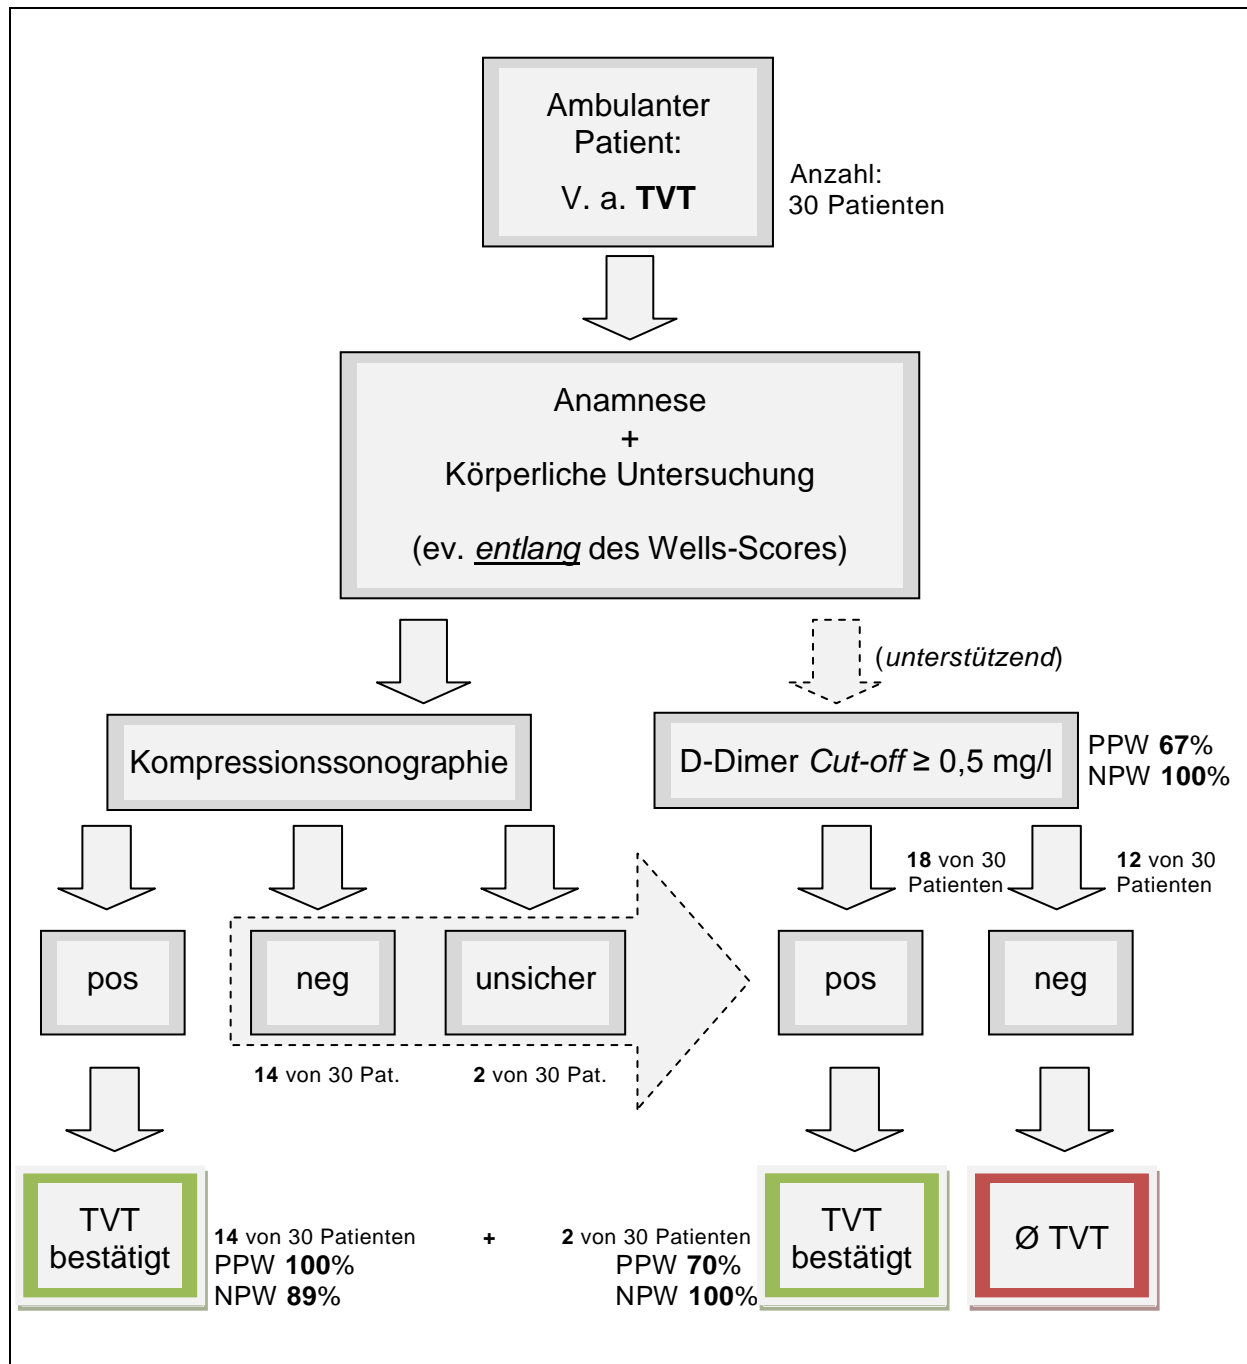 Ambulanter
Patient:
V. a. TVT
Anzahl:
30 Patienten
Anamnese
+
Körperliche Untersuchung
(ev. entlang des Wells-Scores)
(unterstützend)
Kompressionssonographie
D-Dimer Cut-off ≥ 0,5 mg/l
PPW 67%
NPW 100%
18 von 30
Patienten
12 von 30
Patienten
pos
neg
unsicher
pos
neg
14 von 30 Pat.
2 von 30 Pat.
TVT
bestätigt
14 von 30 Patienten
PPW 100%
NPW 89%
+
2 von 30 Patienten
PPW 70%
NPW 100%
TVT
bestätigt
Ø TVT